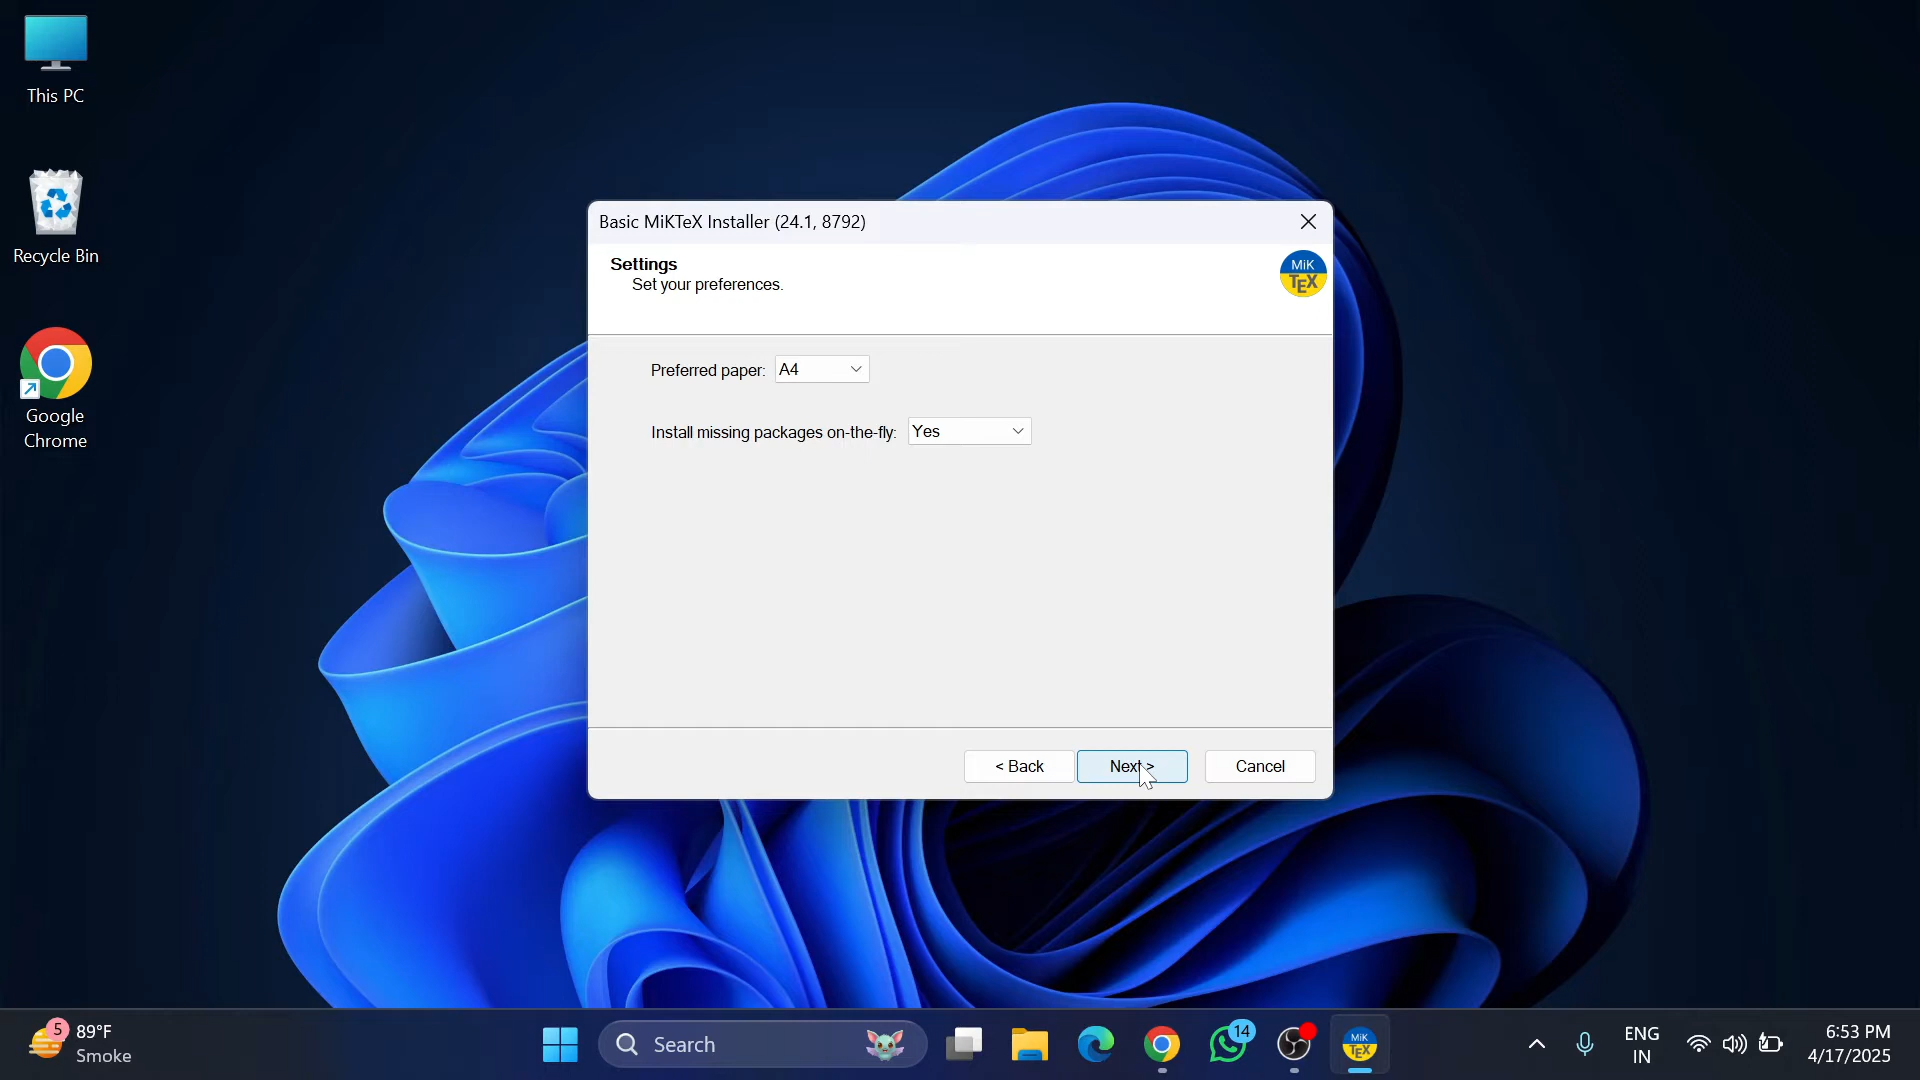 This PC
Recycle Bin
Google
Chrome
Basic MiKTeX Installer (24.1, 8792)
Settings
Set your preferences.
MiK
TEX
Preferred paper: A4
Install missing packages on-the-fly: Yes
< Back Next > Cancel
5 89°F
Smoke
Search
14
MiK
TEX
ENG
IN
6:53 PM
4/17/2025